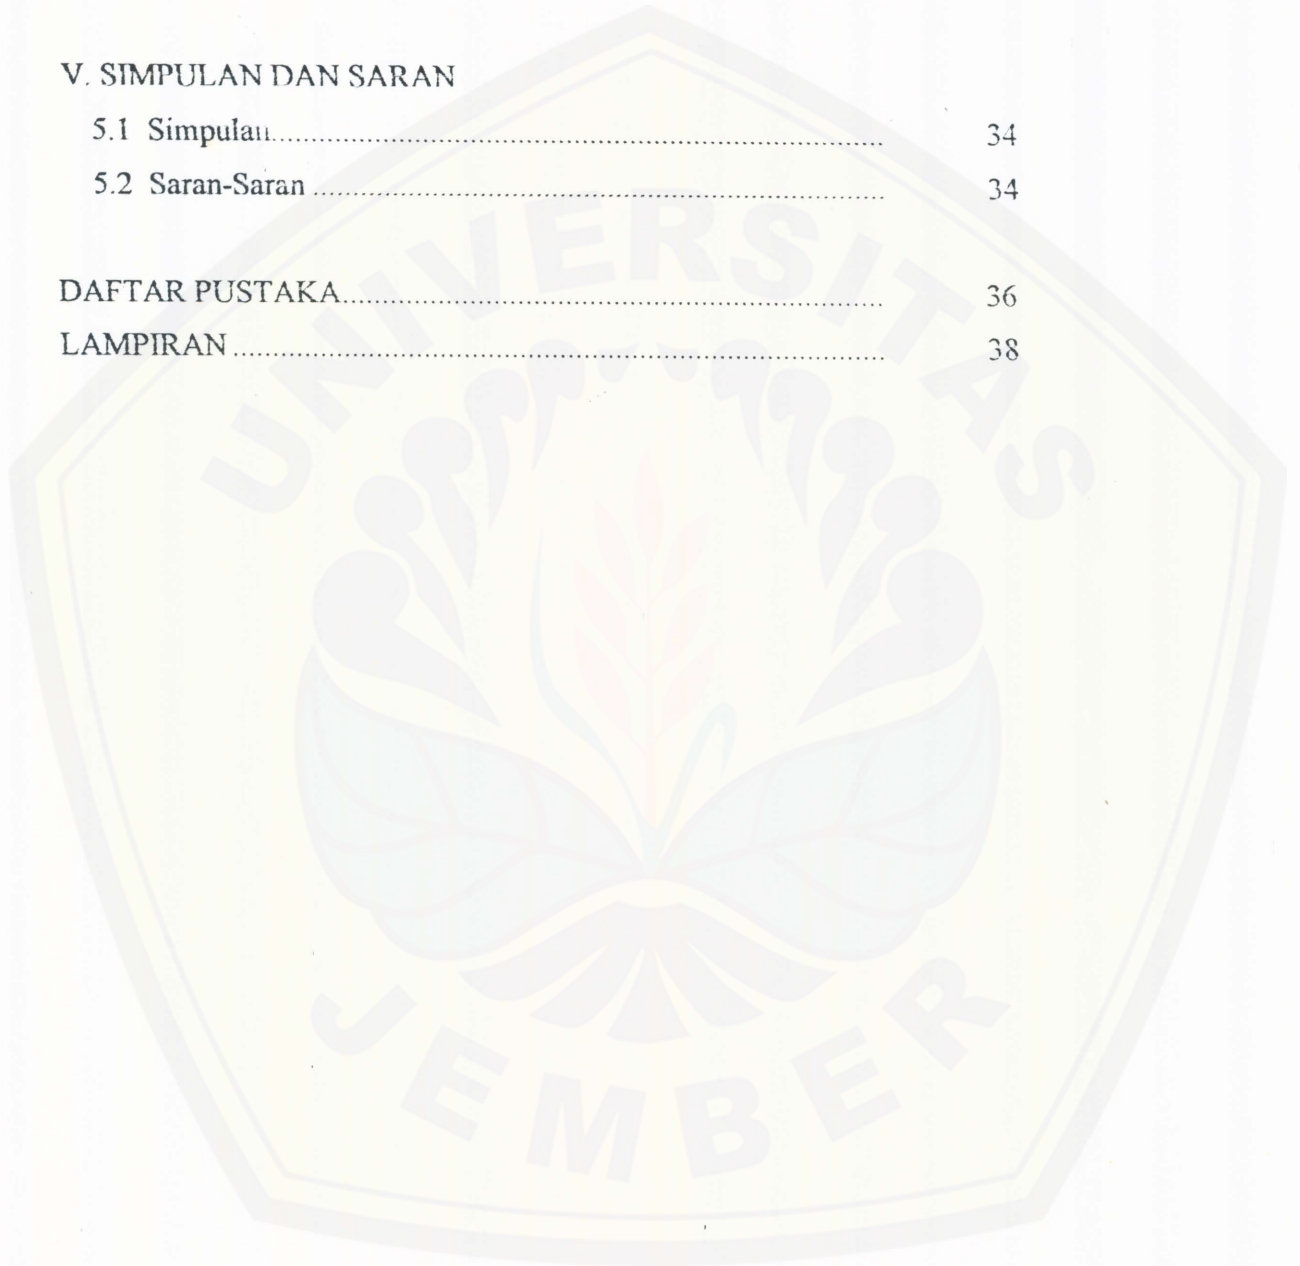 V. SIMPULAN DAN SARAN
5.1 Simpulan........................................................................ 34
5.2 Saran-Saran ................................................................... 34
DAFTAR PUSTAKA................................................................ 36
LAMPIRAN ............................................................................. 38
UNIVERSITAS
JEMBER